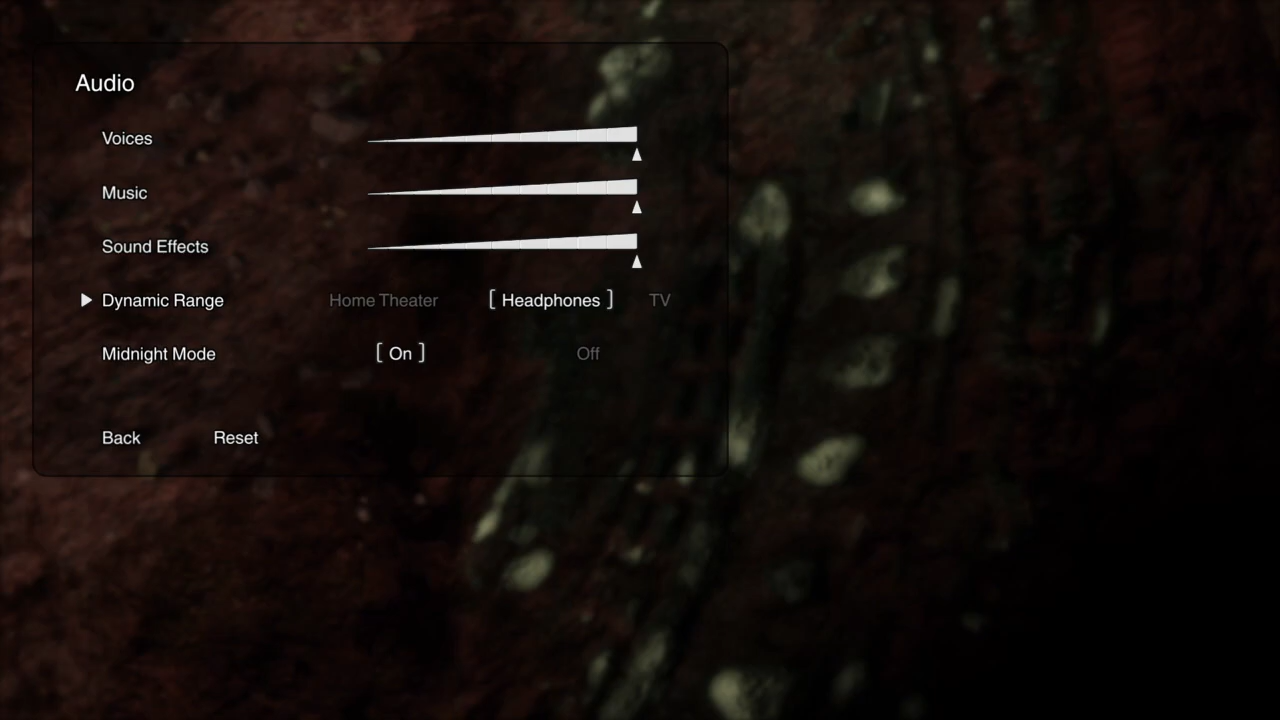 Audio
Voices
Music
Sound Effects
Dynamic Range Home Theater [ Headphones ] TV
Midnight Mode [ On ] Off
Back Reset